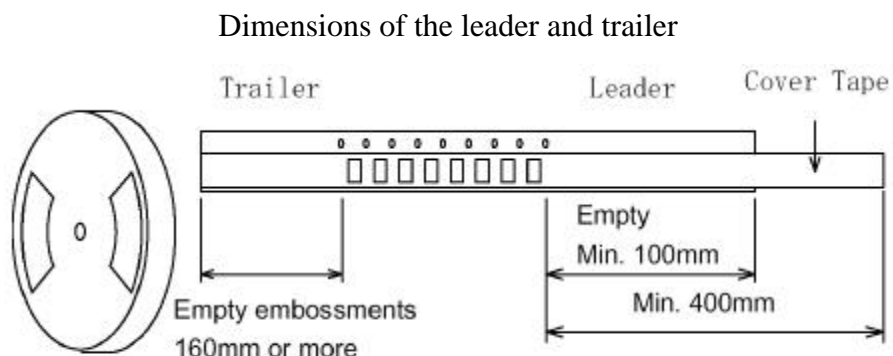 Dimensions of the leader and trailer
Trailer
Leader
Cover Tape
Empty
Min. 100mm
Min. 400mm
Empty embossments
160mm or more